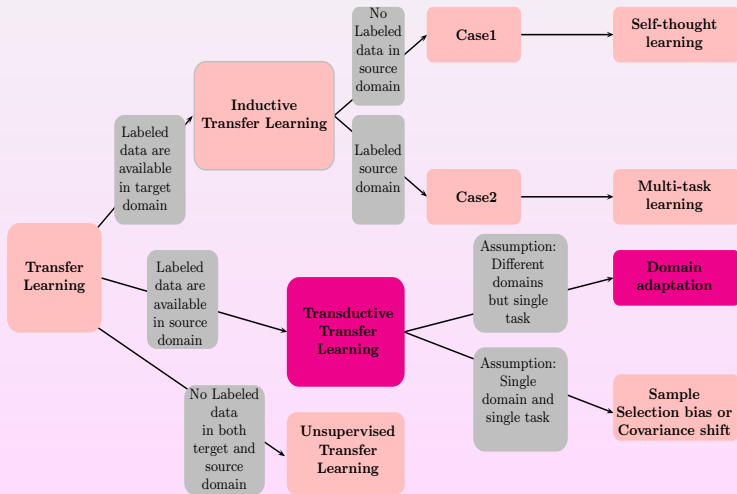 Transfer
Learning
Labeled
data are
available
in target
domain
Inductive
Transfer Learning
No
Labeled
data in
source
domain
Case1
Self-thought
learning
Labeled
source
domain
Case2
Multi-task
learning
Labeled
data are
available
in source
domain
Transductive
Transfer
Learning
Assumption:
Different
domains
but single
task
Domain
adaptation
Assumption:
Single
domain and
single task
Sample
Selection bias or
Covariance shift
No Labeled
data
in both
terget and
source
domain
Unsupervised
Transfer
Learning